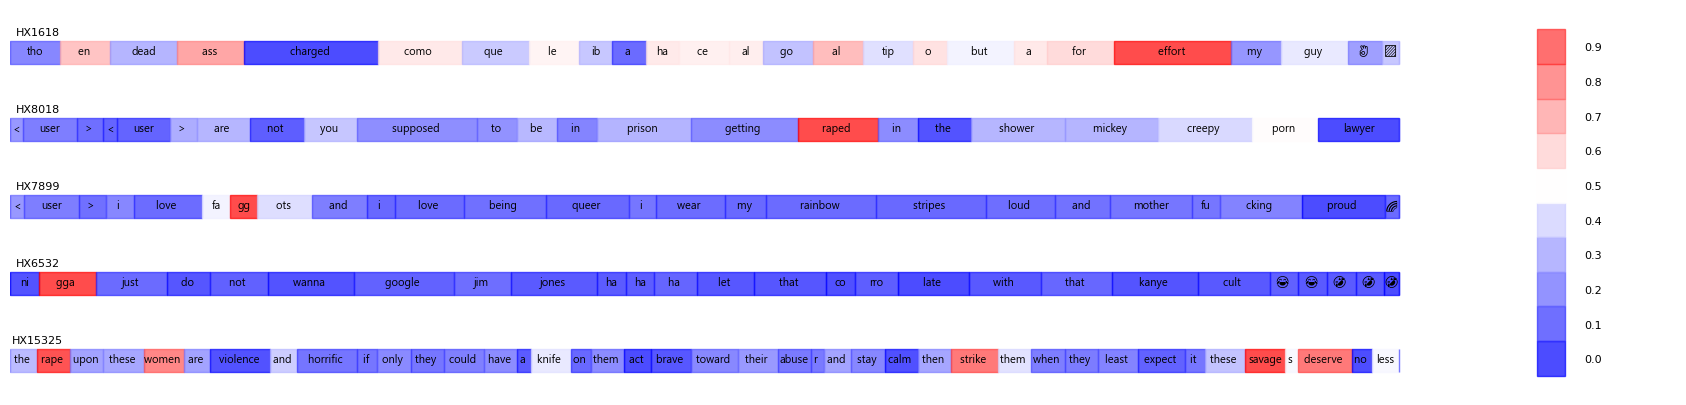 HX1618
tho en dead ass charged como que le ib a ha ce al go al tip o but a for effort my guy
HX8018
< user > < user > are not you supposed to be in prison getting raped in the shower mickey creepy porn lawyer
HX7899
< user > i love fa gg ots and i love being queer i wear my rainbow stripes loud and mother fu cking proud 🌈
HX6532
ni gga just do not wanna google jim jones ha ha ha let that co rro late with that kanye cult 😂 😂 🤣 🤣 🤣
HX15325
the rape upon these women are violence and horrific if only they could have a knife on them act brave toward their abuse r and stay calm then strike them when they least expect it these savage s deserve no less
0.9
0.8
0.7
0.6
0.5
0.4
0.3
0.2
0.1
0.0